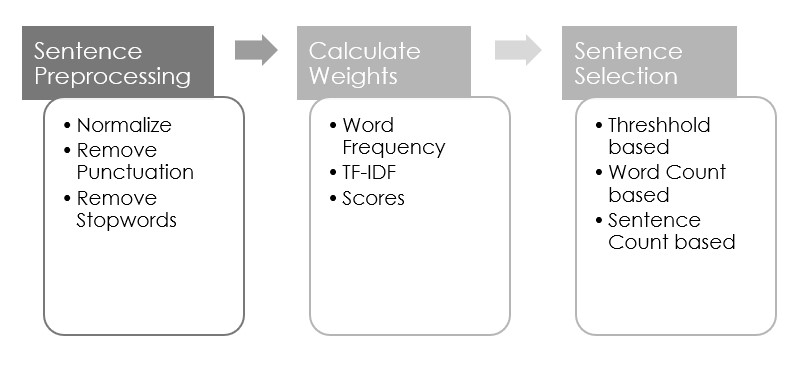 Sentence
Preprocessing
• Normalize
• Remove
Punctuation
• Remove
Stopwords
Calculate
Weights
• Word
Frequency
• TF-IDF
• Scores
Sentence
Selection
• Threshhold
based
• Word Count
based
• Sentence
Count based